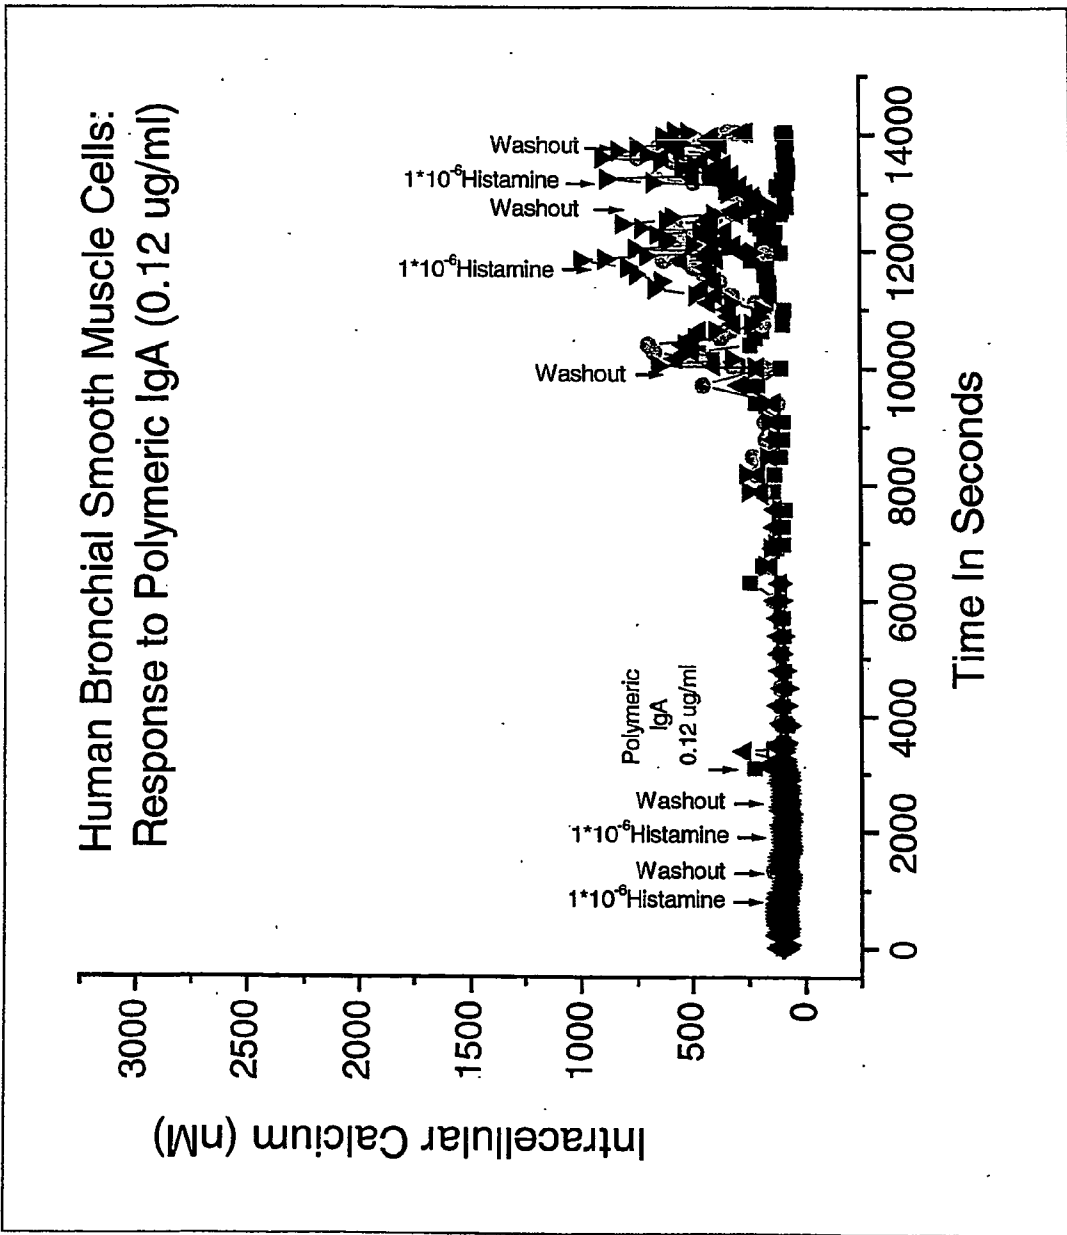 Human Bronchial Smooth Muscle Cells:
Response to Polymeric IgA (0.12 ug/ml)
Intracellular Calcium (nM)
3000
2500
2000
1500
1000
500
0
1*10-6Histamine
Washout
1*10-6Histamine
Washout
Polymeric
IgA
0.12 ug/ml
Washout
1*10-6Histamine
Washout
1*10-6Histamine
Washout
0
2000
4000
6000
8000
10000
12000
14000
Time In Seconds